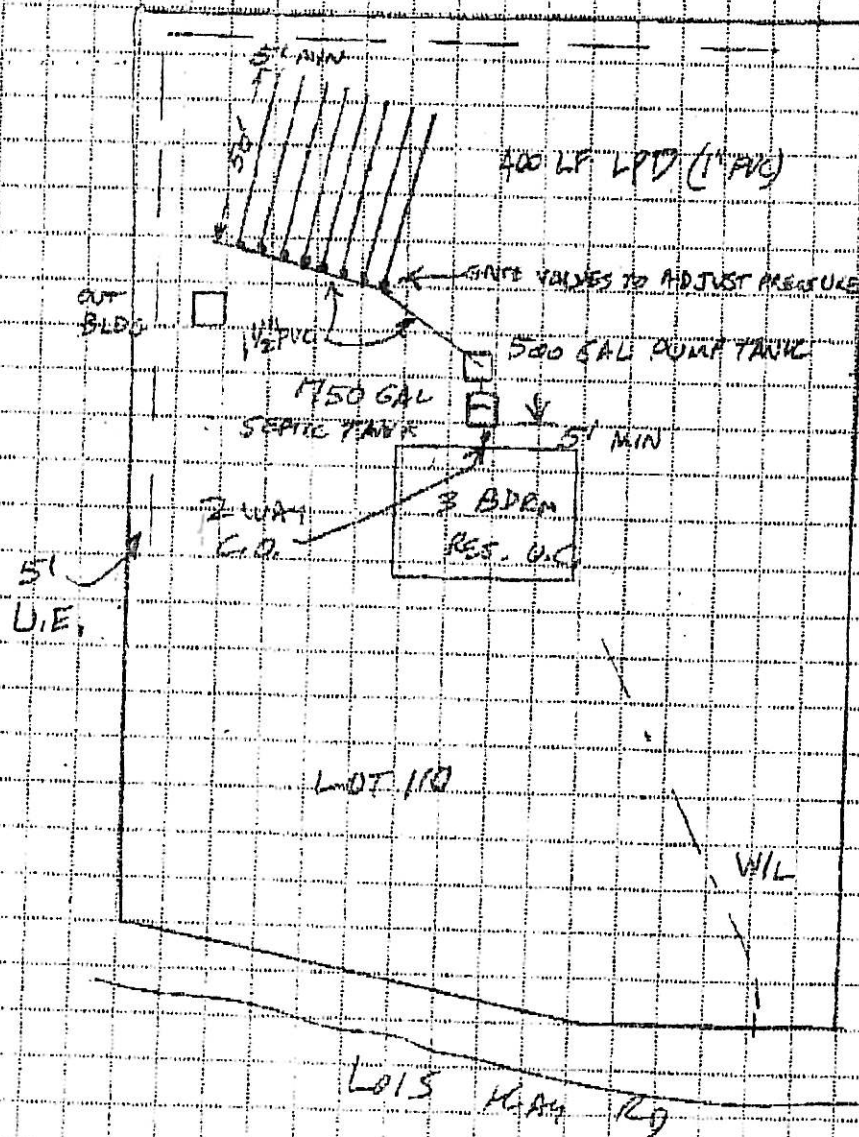 5' MIN
50'
400 LF LPD (1" PVC)
GATE VALVES TO ADJUST PRESSURE
OUT
BLDG
1 1/2" PVC
500 GAL PUMP TANK
750 GAL
SEPTIC TANK
5' MIN
2-WAY
C.O.
3 BDRM
RES. U.C.
5'
U.E.
LOT 110
W/L
LOIS RD